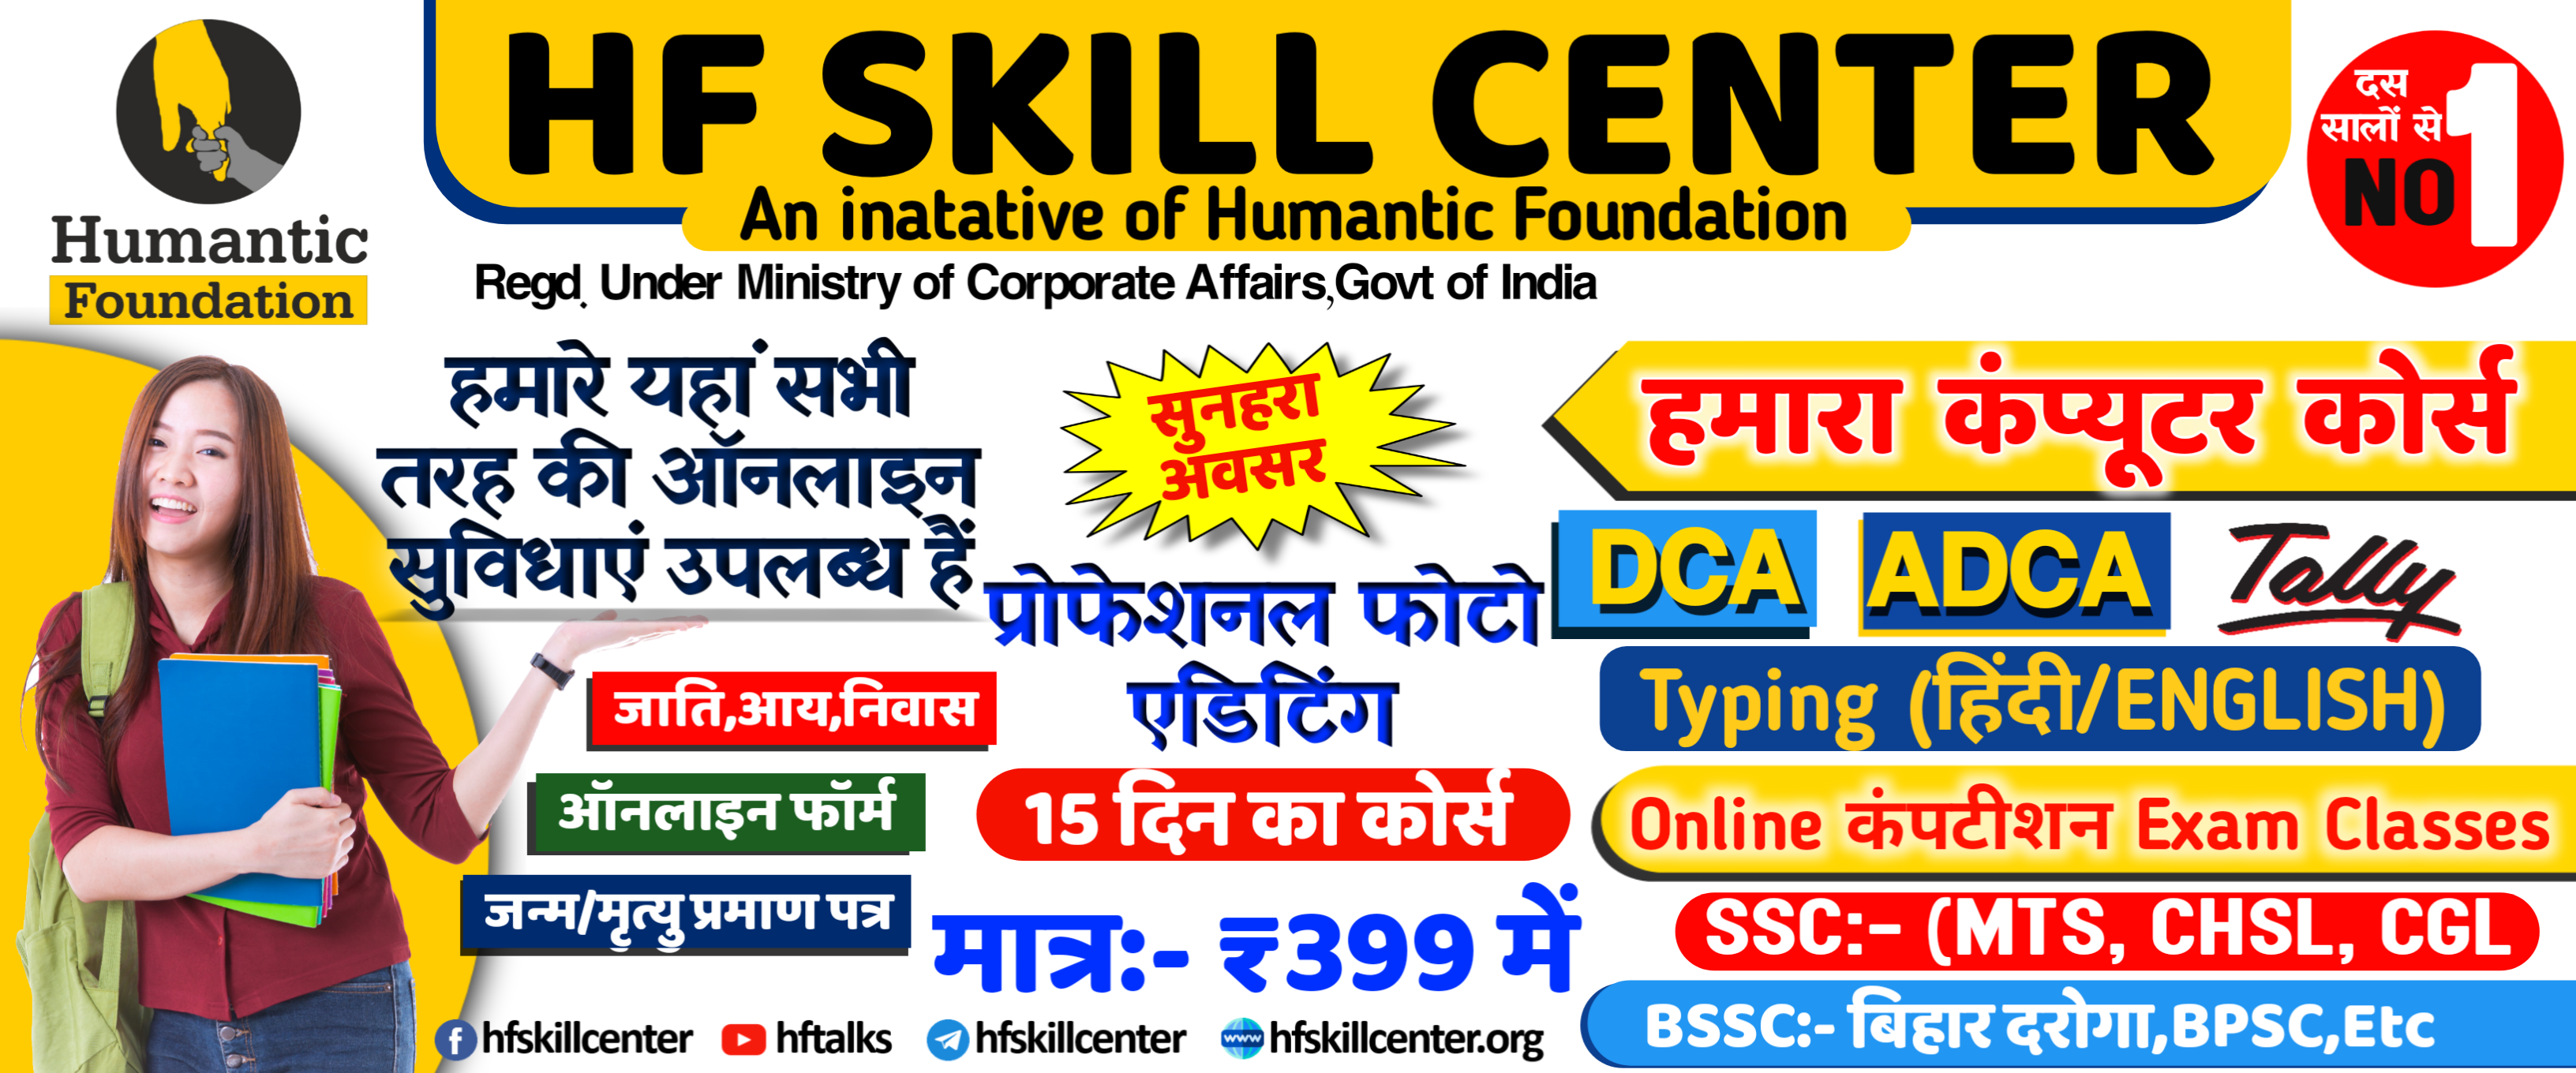 HF SKILL CENTER
An inatative of Humantic Foundation
Regd. Under Ministry of Corporate Affairs,Govt of India
Humantic
Foundation
दस
सालों से
NO 1
हमारे यहां सभी
तरह की ऑनलाइन
सुविधाएं उपलब्ध हैं
जाति,आय,निवास
ऑनलाइन फॉर्म
जन्म/मृत्यु प्रमाण पत्र
सुनहरा
अवसर
प्रोफेशनल फोटो
एडिटिंग
15 दिन का कोर्स
मात्र:- ₹399 में
हमारा कंप्यूटर कोर्स
DCA ADCA Tally
Typing (हिंदी/ENGLISH)
Online कंपटीशन Exam Classes
SSC:- (MTS, CHSL, CGL
BSSC:- बिहार दरोगा,BPSC,Etc
hfskillcenter hftalks hfskillcenter www hfskillcenter.org